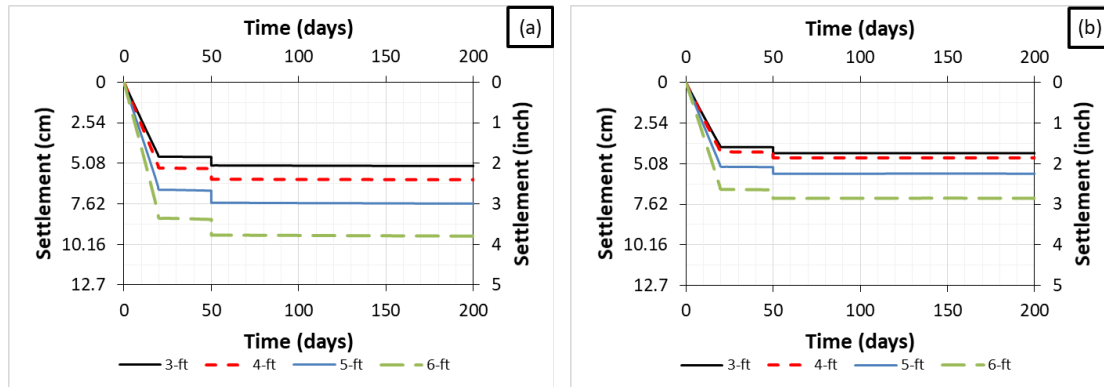 (a)
Time (days)
0 50 100 150 200
0 0
2.54 1
5.08 2
7.62 3
10.16 4
12.7 5
Settlement (cm)
Settlement (inch)
0 50 100 150 200
Time (days)
3-ft 4-ft 5-ft 6-ft
(b)
Time (days)
0 50 100 150 200
0 0
2.54 1
5.08 2
7.62 3
10.16 4
12.7 5
Settlement (cm)
Settlement (inch)
0 50 100 150 200
Time (days)
3-ft 4-ft 5-ft 6-ft